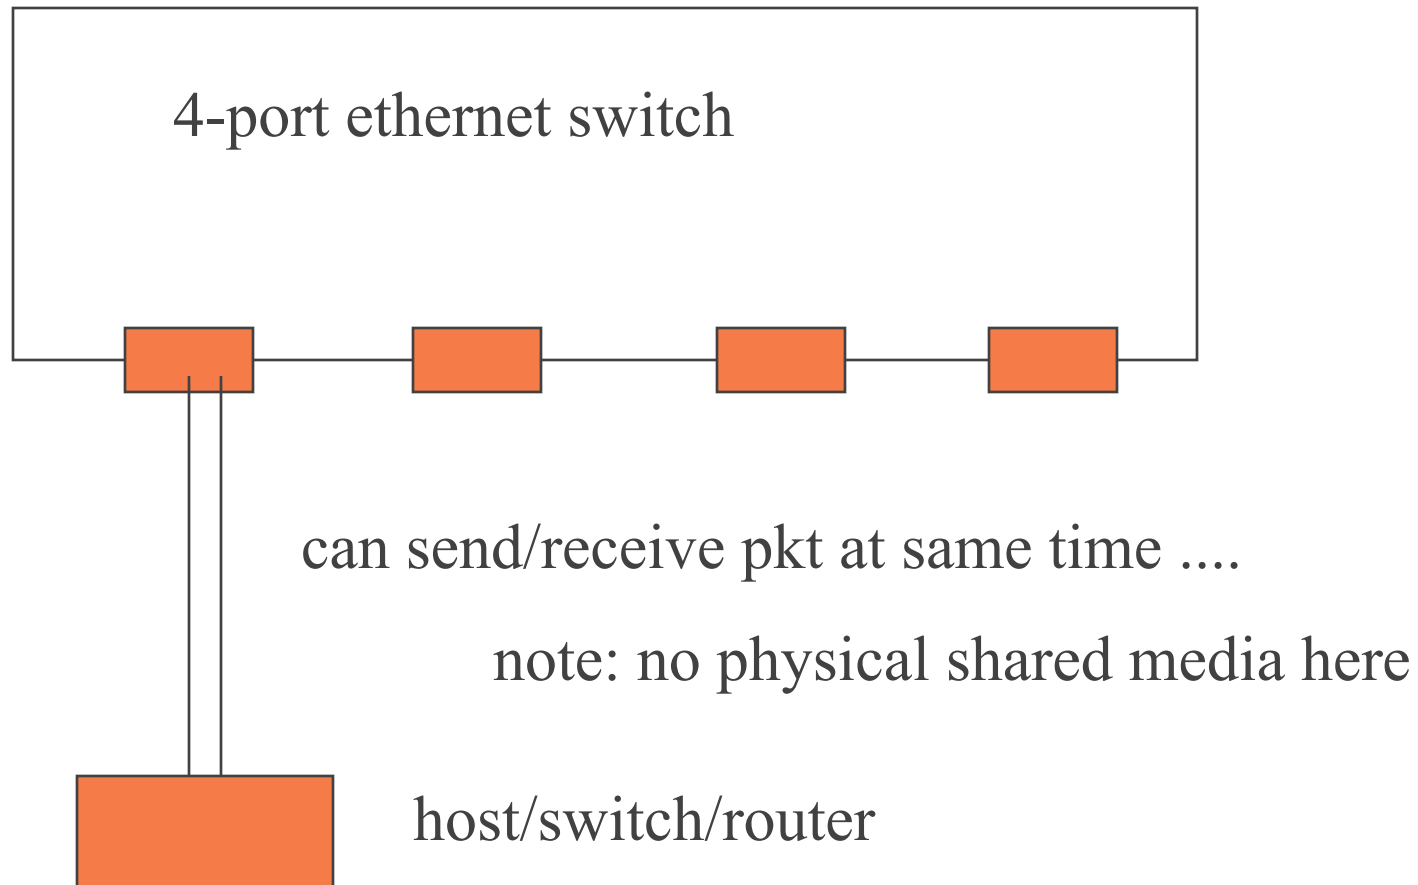 4-port ethernet switch
can send/receive pkt at same time ....
note: no physical shared media here
host/switch/router